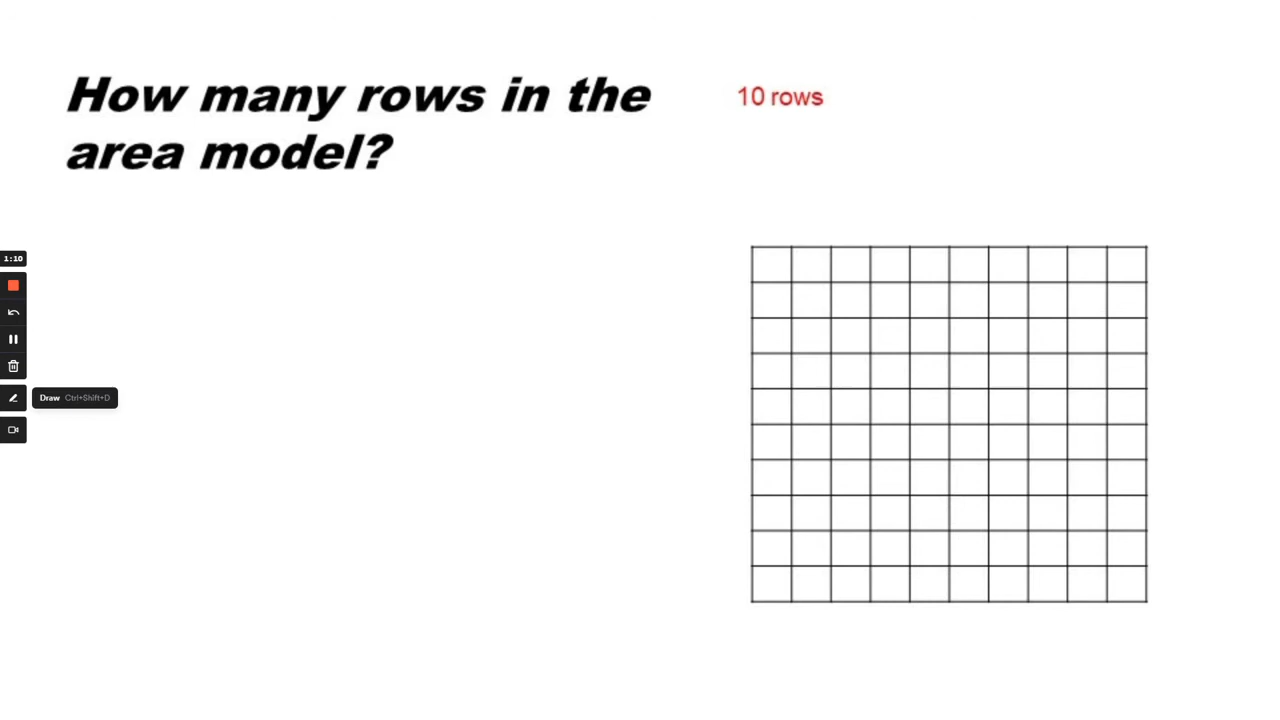 How many rows in the
area model?
10 rows
1:10
Draw Ctrl+Shift+D